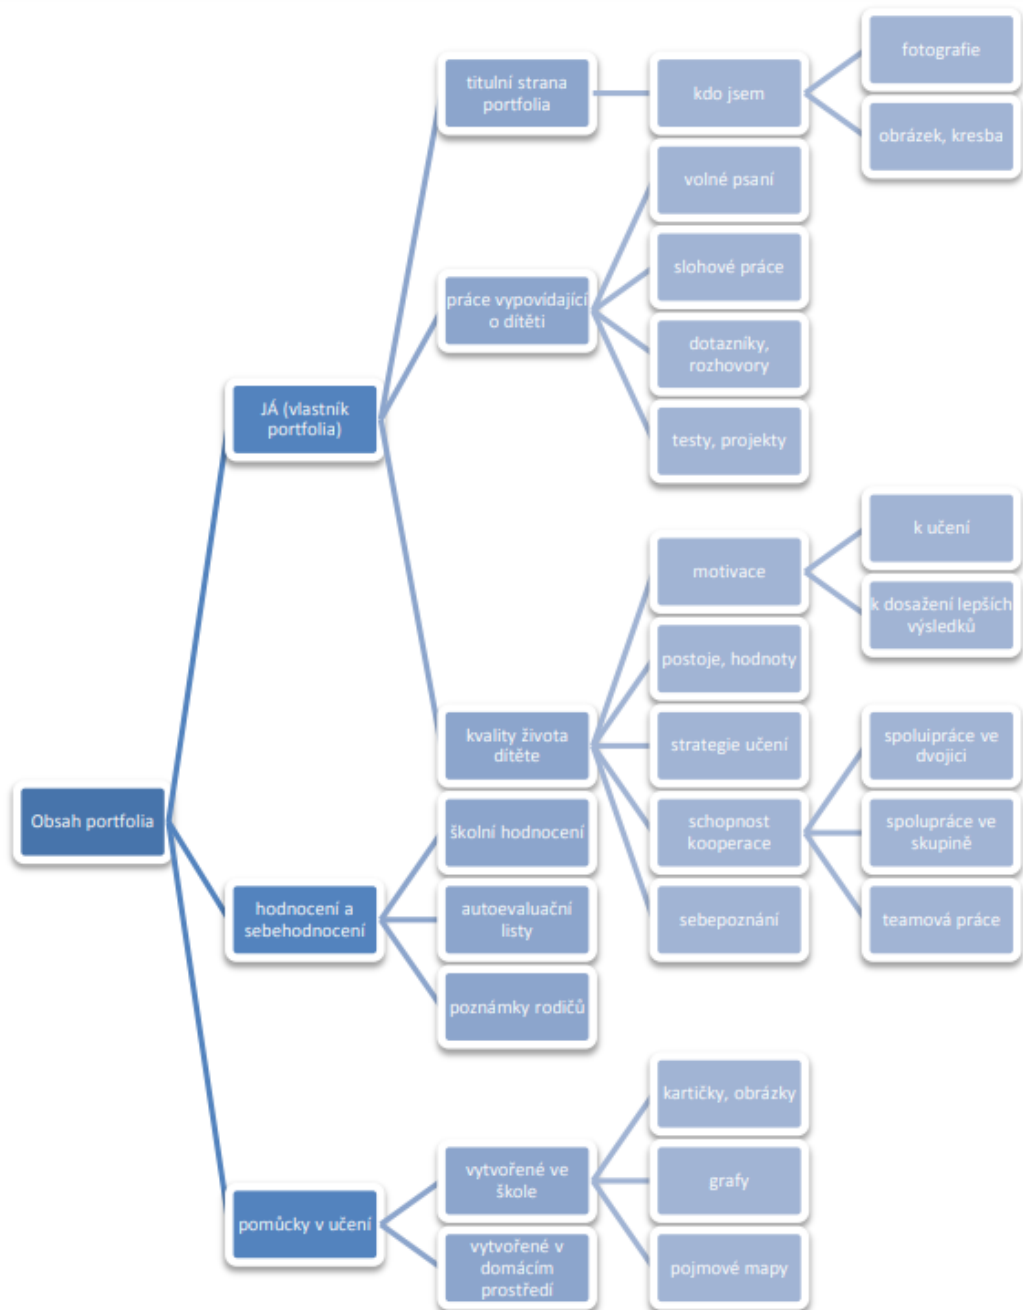 fotografie
titulní strana
portfolia
kdo jsem
obrázek, kresba
volné psaní
slohové práce
práce vypovídající
o dítěti
dotazníky,
rozhovory
JÁ (vlastník
portfolia)
testy, projekty
k učení
motivace
k dosažení lepších
výsledků
postoje, hodnoty
kvality života
dítěte
strategie učení
spoluipráce ve
dvojici
Obsah portfolia
školní hodnocení
schopnost
kooperace
spolupráce ve
skupině
hodnocení a
sebehodnocení
autoevaluační
listy
sebepoznání
teamová práce
poznámky rodičů
kartičky, obrázky
vytvořené ve
škole
grafy
pomůcky v učení
vytvořené v
domácím
prostředí
pojmové mapy